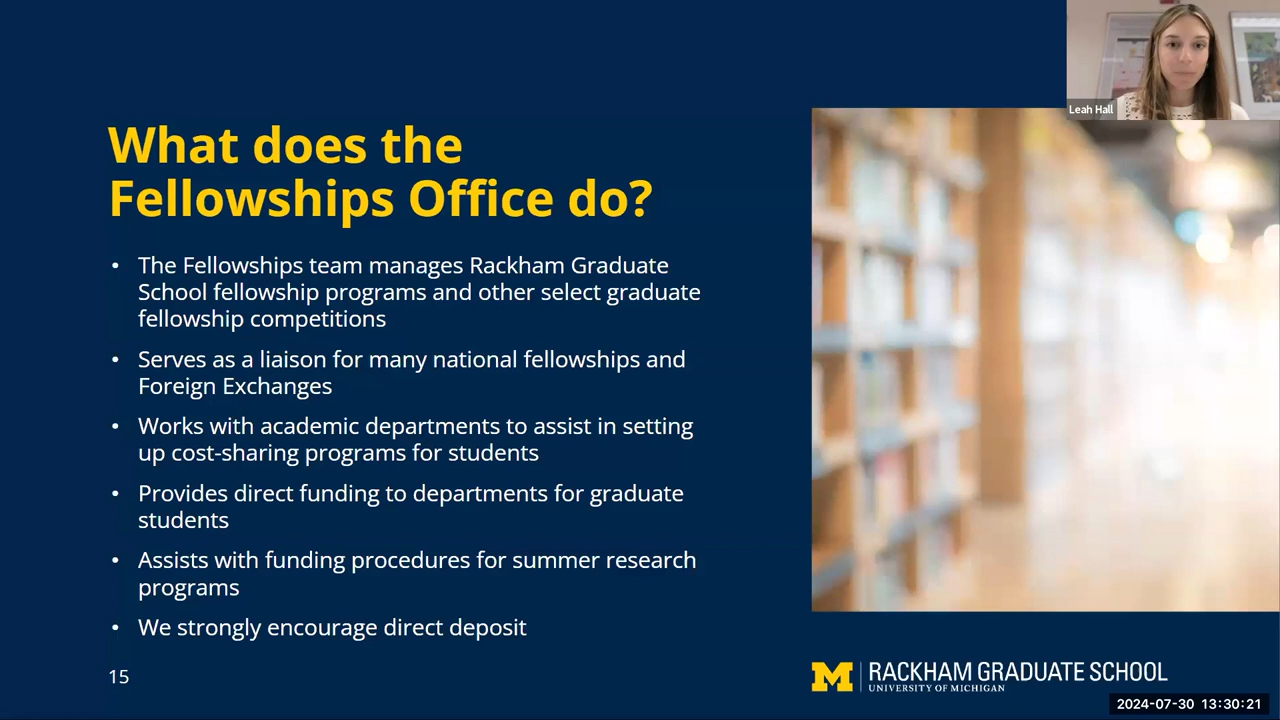 Leah Hall
What does the
Fellowships Office do?
• The Fellowships team manages Rackham Graduate
School fellowship programs and other select graduate
fellowship competitions
• Serves as a liaison for many national fellowships and
Foreign Exchanges
• Works with academic departments to assist in setting
up cost-sharing programs for students
• Provides direct funding to departments for graduate
students
• Assists with funding procedures for summer research
programs
• We strongly encourage direct deposit
15
M RACKHAM GRADUATE SCHOOL
UNIVERSITY OF MICHIGAN
2024-07-30 13:30:21